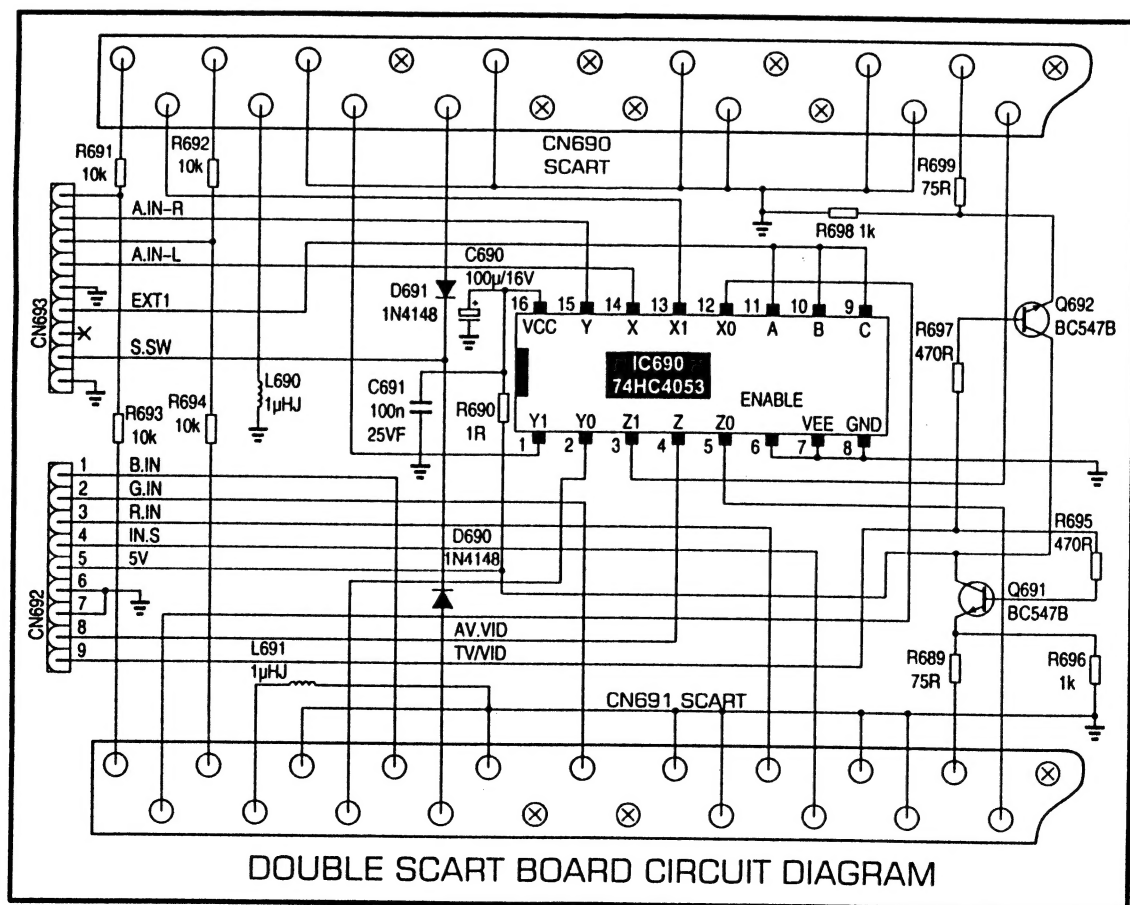 CN690
SCART
R691
10k
R692
10k
R699
75R
R698 1k
A.IN-R
A.IN-L
EXT1
S.SW
CN693
C690
100µ/16V
D691
1N4148
16 15 14 13 12 11 10 9
VCC Y X X1 X0 A B C
IC690
74HC4053
ENABLE
Y1 Y0 Z1 Z Z0 VEE GND
1 2 3 4 5 6 7 8
Q692
BC547B
R697
470R
L690
1µHJ
C691
100n
25VF
R690
1R
R693
10k
R694
10k
1 B.IN
2 G.IN
3 R.IN
4 IN.S
5 5V
6
7
8
9
CN692
D690
1N4148
R695
470R
Q691
BC547B
AV.VID
TV/VID
L691
1µHJ
R689
75R
R696
1k
CN691 SCART
DOUBLE SCART BOARD CIRCUIT DIAGRAM